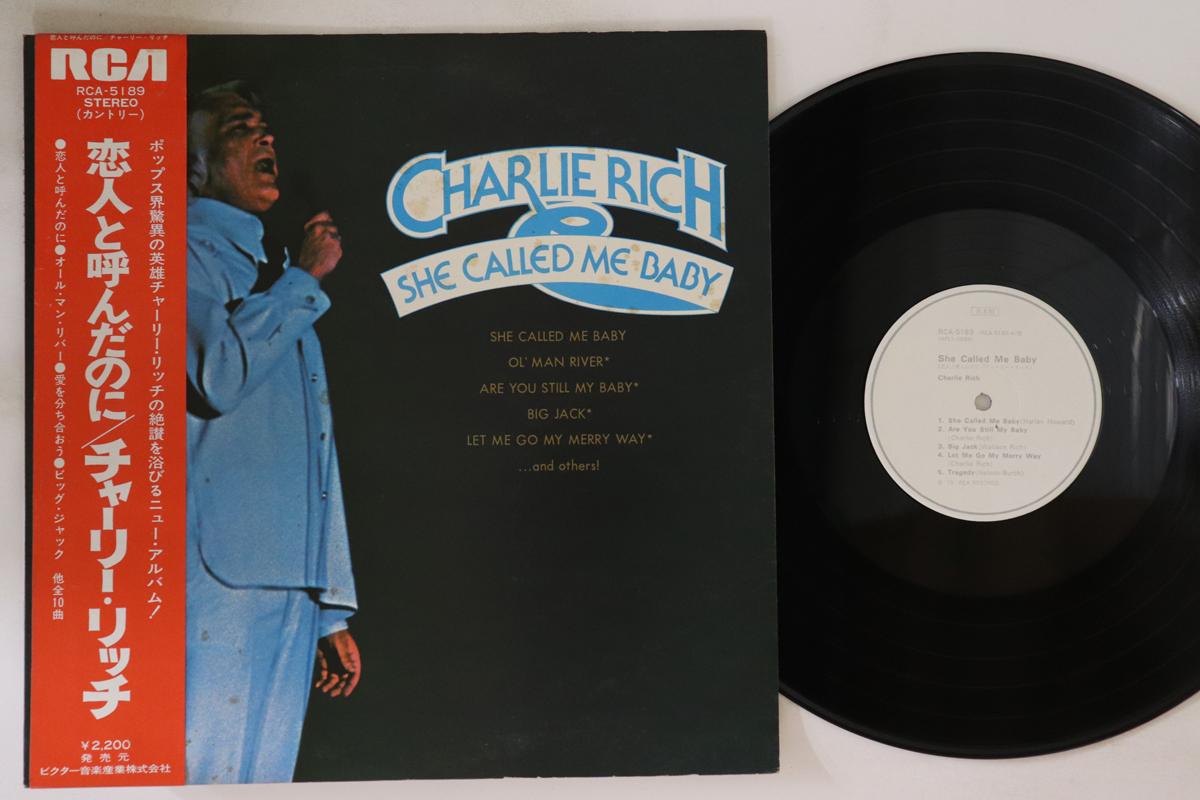 恋人と呼んだのに/チャーリー・リッチ
RCA
RCA-5189
STEREO
(カントリー)
ポップス界驚異の英雄チャーリー・リッチの絶讃を浴びるニュー・アルバム!
恋人と呼んだのに/チャーリー・リッチ
●恋人と呼んだのに●オール・マン・リバー●愛を分ち合おう●ビッグ・ジャック 他全10曲
¥2,200
発売元
ビクター音楽産業株式会社
CHARLIE RICH
SHE CALLED ME BABY
SHE CALLED ME BABY
OL' MAN RIVER*
ARE YOU STILL MY BABY*
BIG JACK*
LET ME GO MY MERRY WAY*
...and others!
RCA-5189
She Called Me Baby
Charlie Rich
1. She Called Me Baby (Harlan Howard)
2. Are You Still My Baby
(Charlie Rich)
3. Big Jack
4. Let Me Go My Merry Way
(Charlie Rich)
5. Tragedy